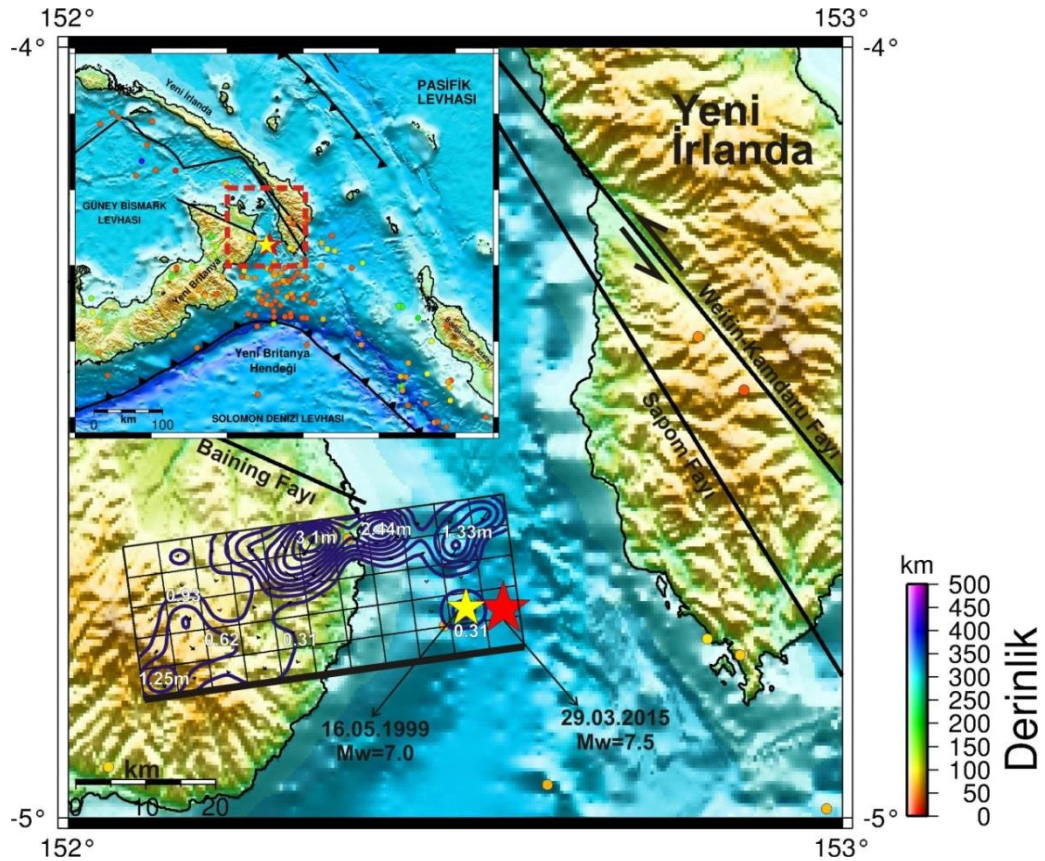 152°
153°
-4°
-4°
PASİFİK
LEVHASI
Yeni İrlanda
GÜNEY BİSMARK
LEVHASI
Yeni Britanya
Yeni Britanya
Hendeği
SOLOMON DENİZİ LEVHASI
km
0 100
Yeni
İrlanda
Weitin-Kamdaru Fayı
Sapom Fayı
Baining Fayı
3.1m
2.44m
1.33m
0.93
0.62
0.31
0.31
1.25m
16.05.1999
Mw=7.0
29.03.2015
Mw=7.5
km
0 10 20
km
500
450
400
350
300
250
200
150
100
50
0
Derinlik
-5°
-5°
152°
153°